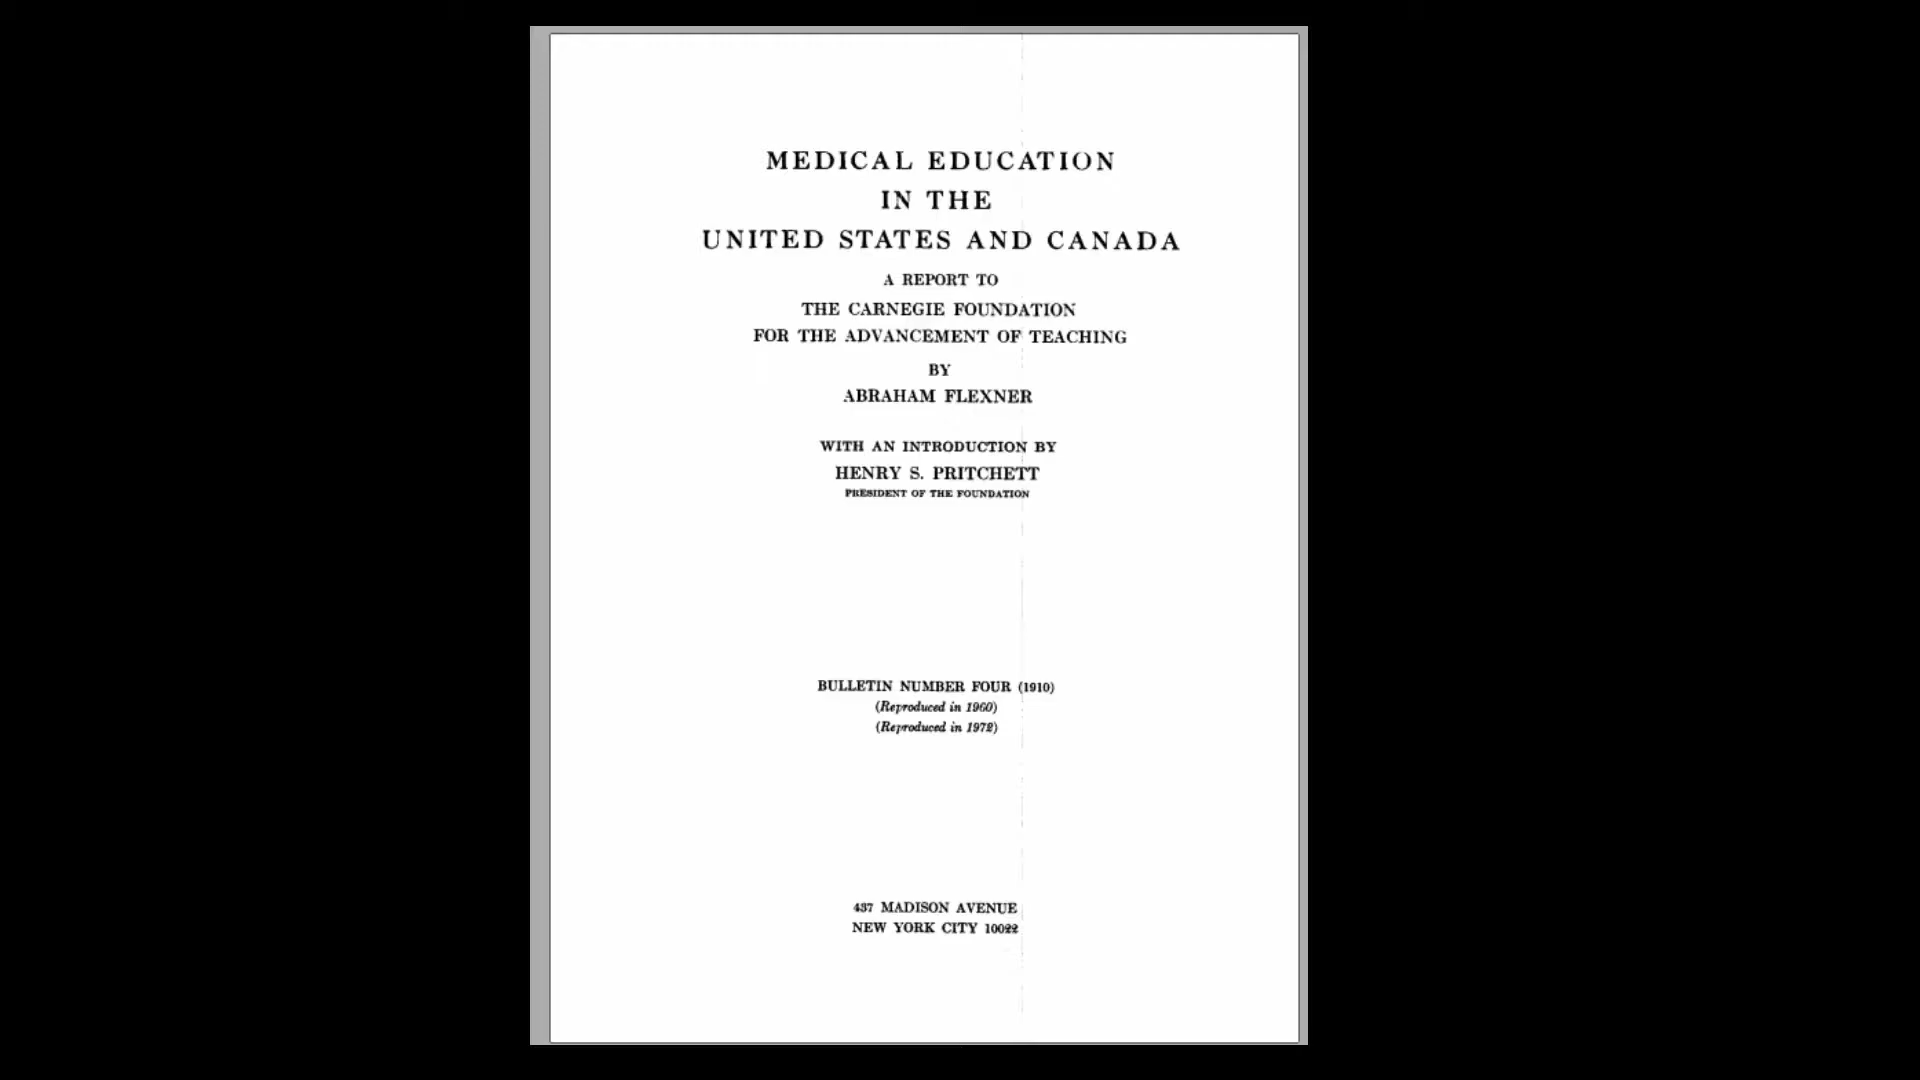 MEDICAL EDUCATION
IN THE
UNITED STATES AND CANADA
A REPORT TO
THE CARNEGIE FOUNDATION
FOR THE ADVANCEMENT OF TEACHING
BY
ABRAHAM FLEXNER
WITH AN INTRODUCTION BY
HENRY S. PRITCHETT
PRESIDENT OF THE FOUNDATION
BULLETIN NUMBER FOUR (1910)
(Reproduced in 1960)
(Reproduced in 1972)
437 MADISON AVENUE
NEW YORK CITY 10022